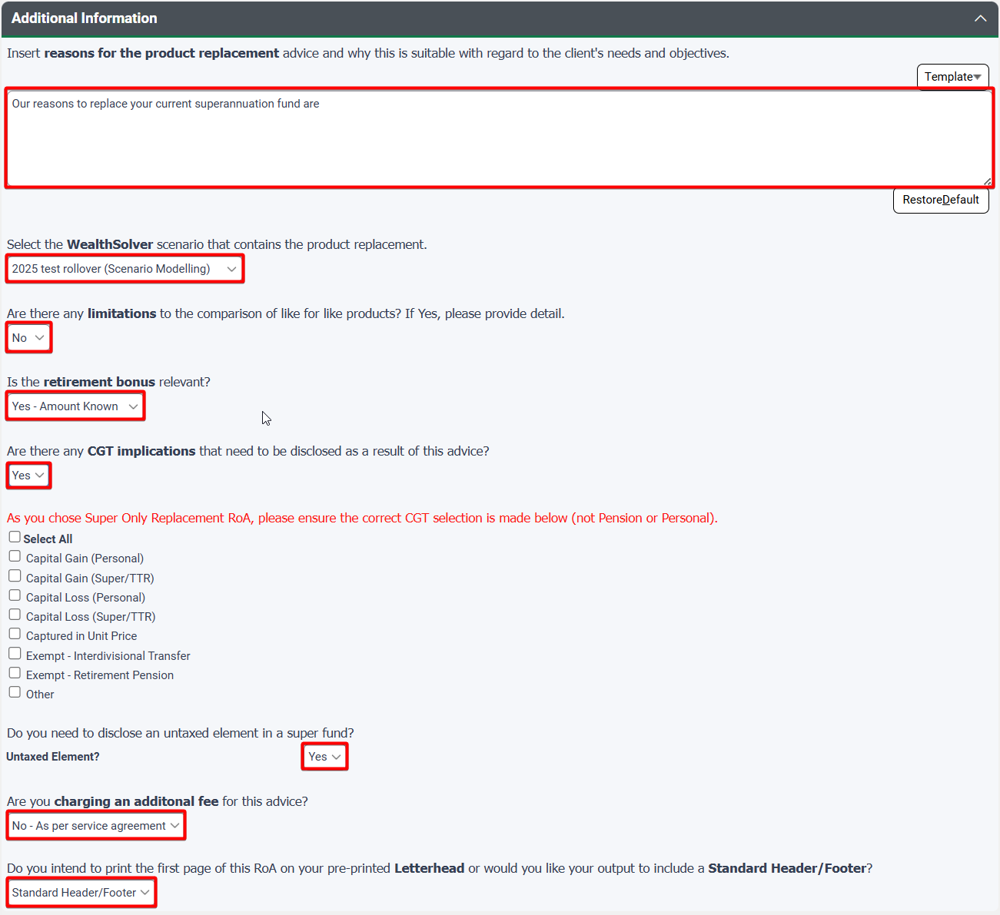 Additional Information
Insert reasons for the product replacement advice and why this is suitable with regard to the client's needs and objectives.
Template
Our reasons to replace your current superannuation fund are
RestoreDefault
Select the WealthSolver scenario that contains the product replacement.
2025 test rollover (Scenario Modelling)
Are there any limitations to the comparison of like for like products? If Yes, please provide detail.
No
Is the retirement bonus relevant?
Yes - Amount Known
Are there any CGT implications that need to be disclosed as a result of this advice?
Yes
As you chose Super Only Replacement RoA, please ensure the correct CGT selection is made below (not Pension or Personal).
Select All
Capital Gain (Personal)
Capital Gain (Super/TTR)
Capital Loss (Personal)
Capital Loss (Super/TTR)
Captured in Unit Price
Exempt - Interdivisional Transfer
Exempt - Retirement Pension
Other
Do you need to disclose an untaxed element in a super fund?
Untaxed Element? Yes
Are you charging an additonal fee for this advice?
No - As per service agreement
Do you intend to print the first page of this RoA on your pre-printed Letterhead or would you like your output to include a Standard Header/Footer?
Standard Header/Footer